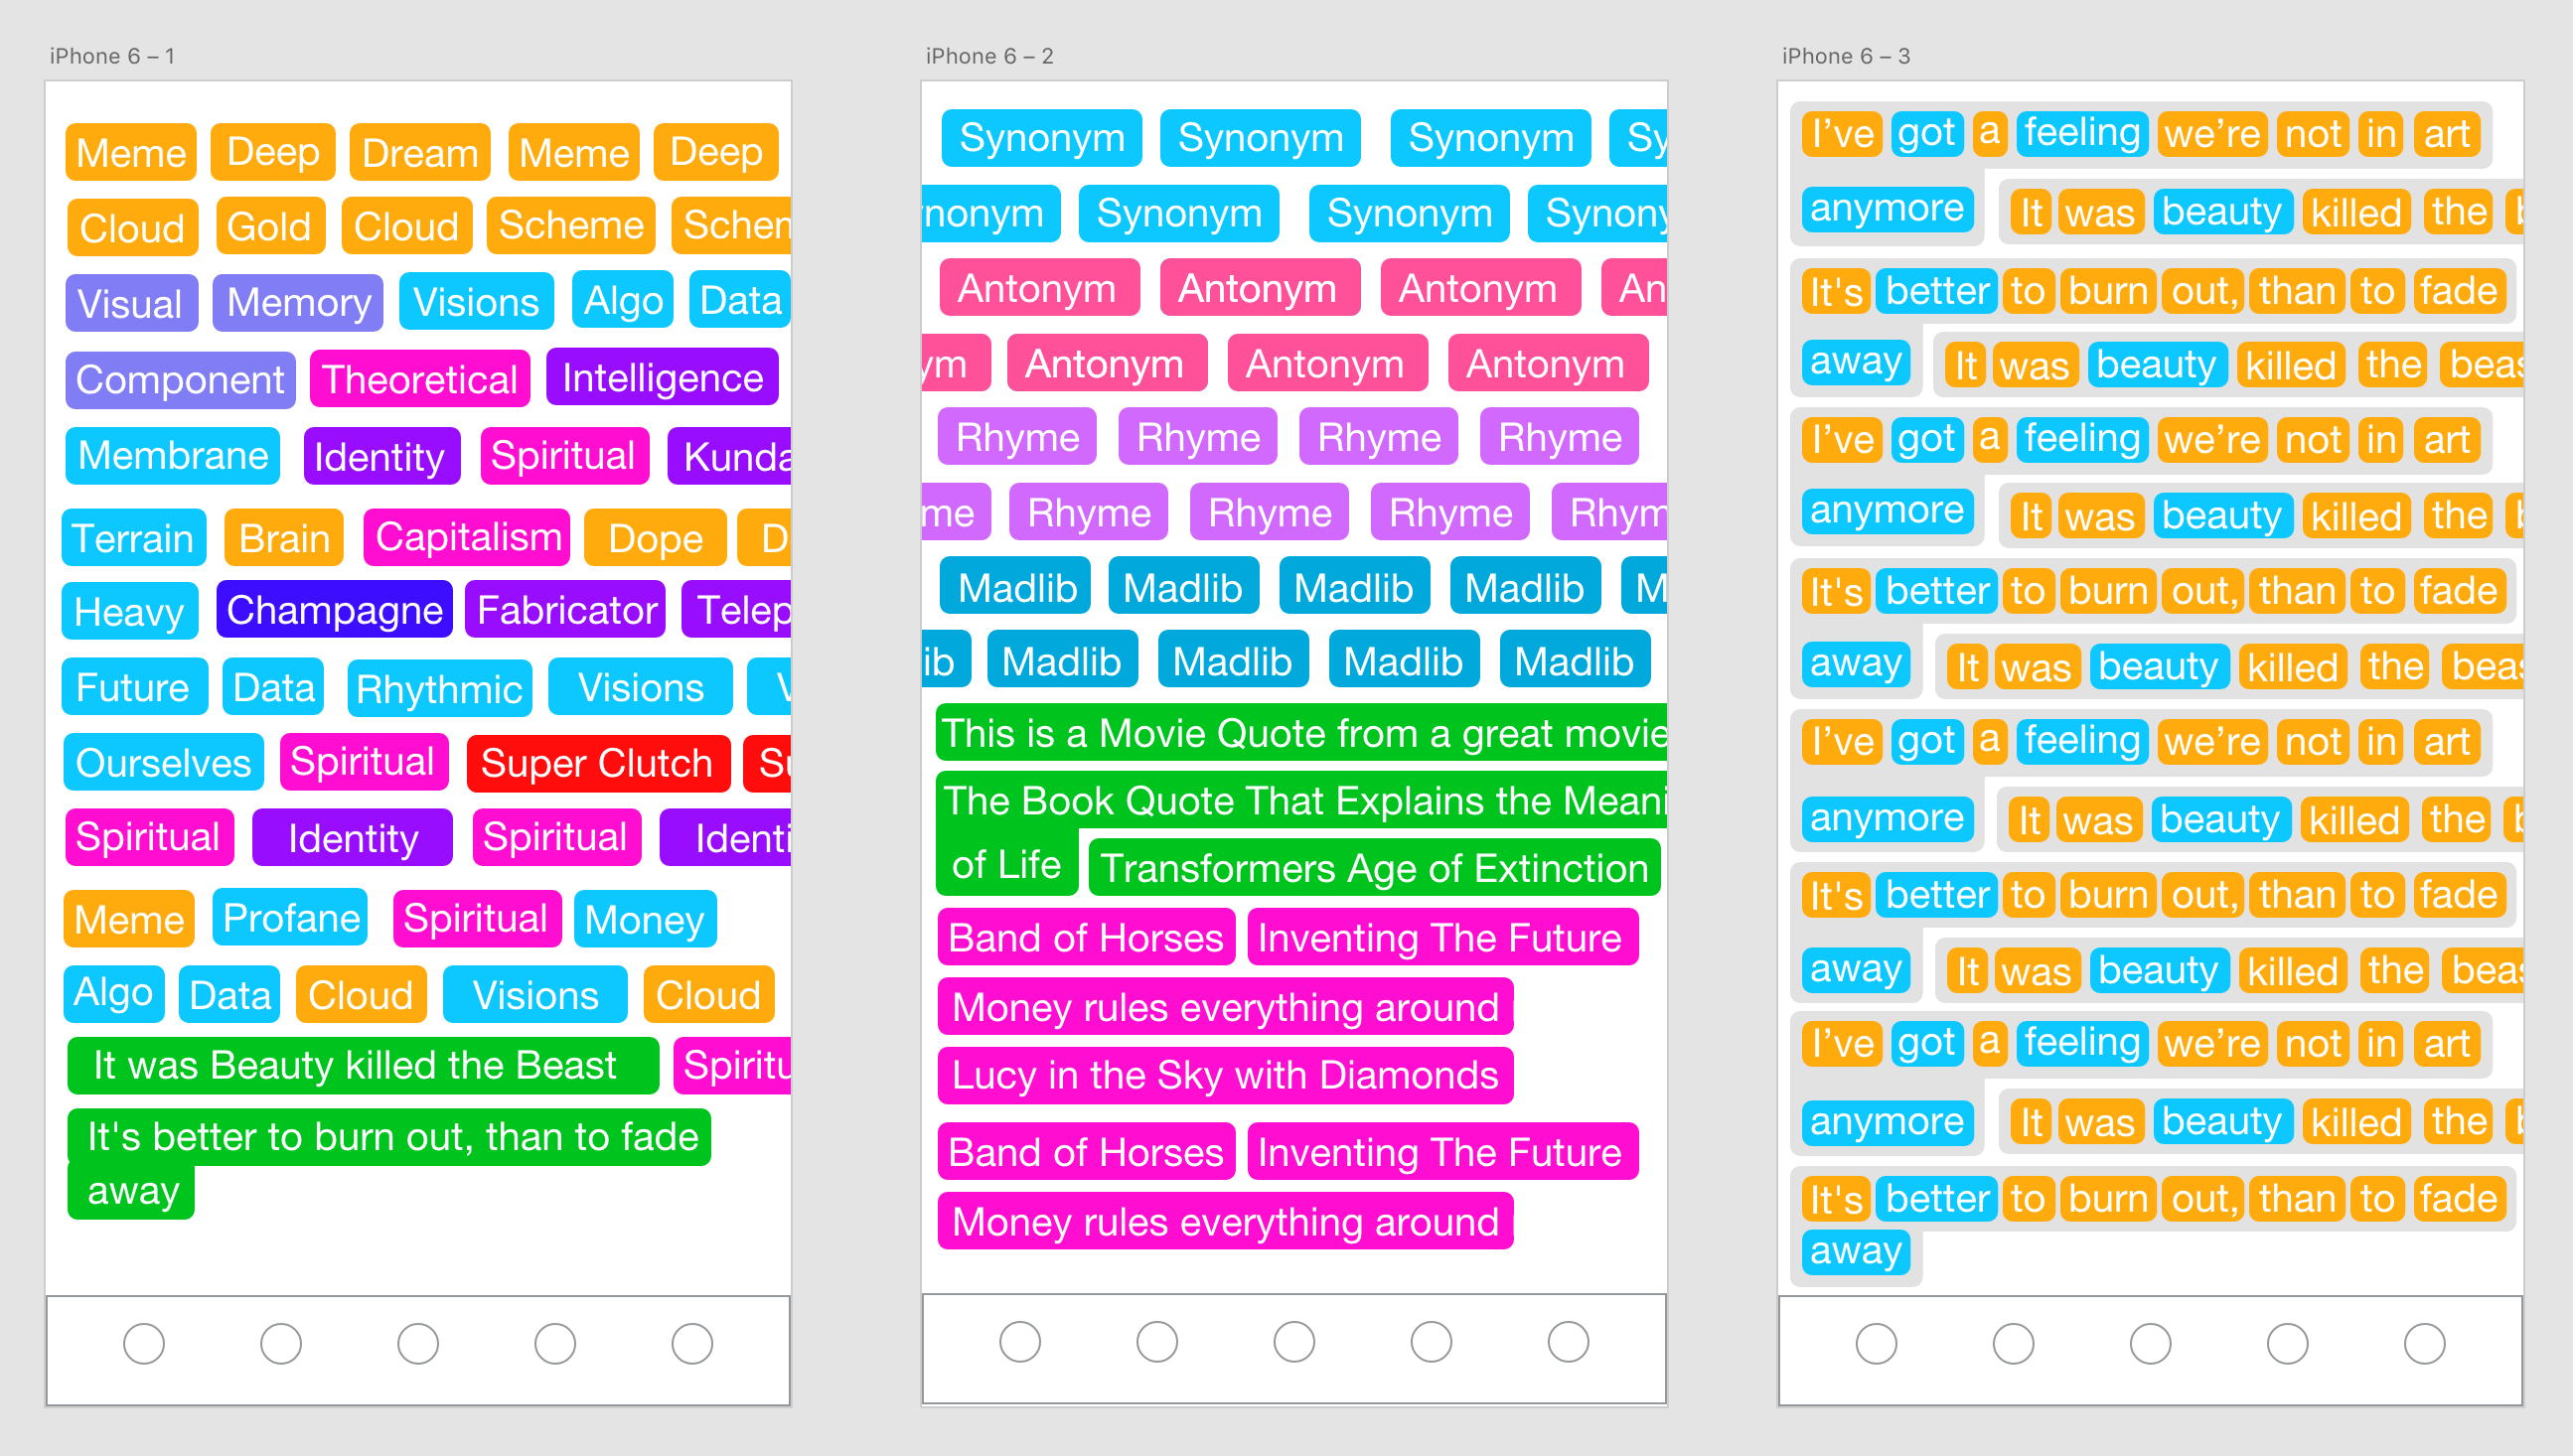 iPhone 6 – 1
Meme Deep Dream Meme Deep
Cloud Gold Cloud Scheme Schem
Visual Memory Visions Algo Data
Component Theoretical Intelligence
Membrane Identity Spiritual Kunda
Terrain Brain Capitalism Dope D
Heavy Champagne Fabricator Telep
Future Data Rhythmic Visions V
Ourselves Spiritual Super Clutch Su
Spiritual Identity Spiritual Identi
Meme Profane Spiritual Money
Algo Data Cloud Visions Cloud
It was Beauty killed the Beast Spiritu
It's better to burn out, than to fade
away
iPhone 6 – 2
Synonym Synonym Synonym Sy
nonym Synonym Synonym Synony
Antonym Antonym Antonym An
ym Antonym Antonym Antonym
Rhyme Rhyme Rhyme Rhyme
me Rhyme Rhyme Rhyme Rhym
Madlib Madlib Madlib Madlib M
ib Madlib Madlib Madlib Madlib
This is a Movie Quote from a great movie
The Book Quote That Explains the Meani
of Life Transformers Age of Extinction
Band of Horses Inventing The Future
Money rules everything around
Lucy in the Sky with Diamonds
Band of Horses Inventing The Future
Money rules everything around
iPhone 6 – 3
I’ve got a feeling we’re not in art
anymore It was beauty killed the b
It's better to burn out, than to fade
away It was beauty killed the beas
I’ve got a feeling we’re not in art
anymore It was beauty killed the b
It's better to burn out, than to fade
away It was beauty killed the beas
I’ve got a feeling we’re not in art
anymore It was beauty killed the b
It's better to burn out, than to fade
away It was beauty killed the beas
I’ve got a feeling we’re not in art
anymore It was beauty killed the b
It's better to burn out, than to fade
away